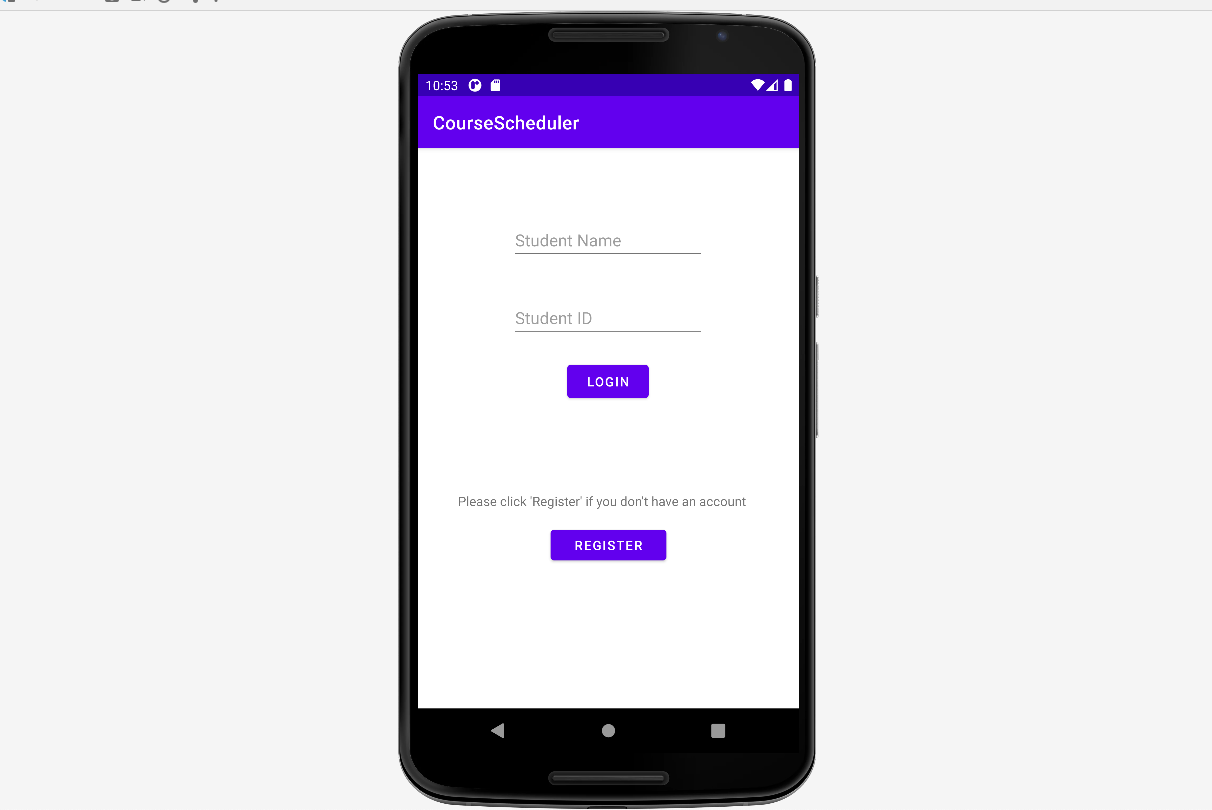 10:53
CourseScheduler
Student Name
Student ID
LOGIN
Please click 'Register' if you don't have an account
REGISTER